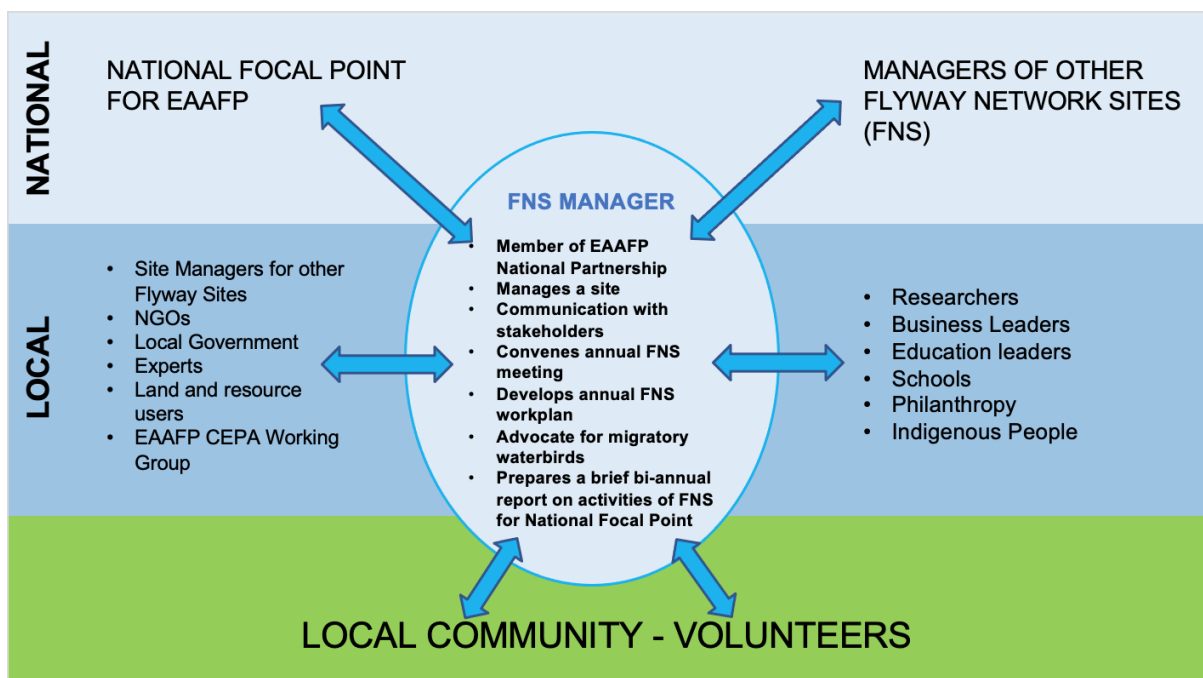 NATIONAL
NATIONAL FOCAL POINT
FOR EAAFP
MANAGERS OF OTHER
FLYWAY NETWORK SITES
(FNS)
LOCAL
• Site Managers for other
Flyway Sites
• NGOs
• Local Government
• Experts
• Land and resource
users
• EAAFP CEPA Working
Group
FNS MANAGER
• Member of EAAFP
National Partnership
• Manages a site
• Communication with
stakeholders
• Convenes annual FNS
meeting
• Develops annual FNS
workplan
• Advocate for migratory
waterbirds
• Prepares a brief bi-annual
report on activities of FNS
for National Focal Point
• Researchers
• Business Leaders
• Education leaders
• Schools
• Philanthropy
• Indigenous People
LOCAL COMMUNITY - VOLUNTEERS